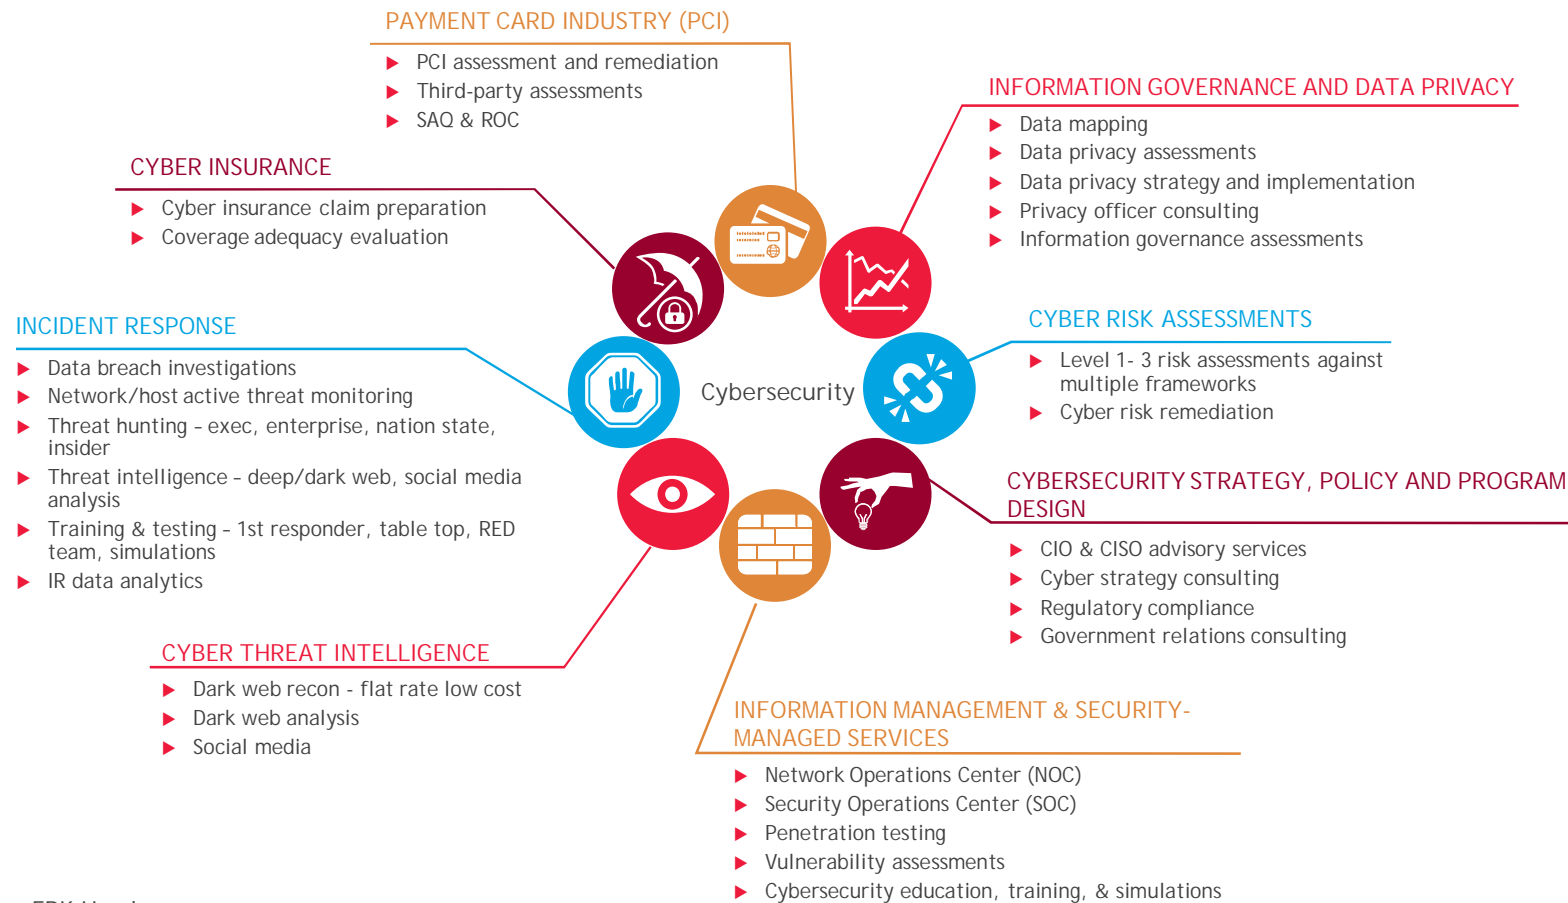 PAYMENT CARD INDUSTRY (PCI)
PCI assessment and remediation
Third-party assessments
SAQ & ROC
INFORMATION GOVERNANCE AND DATA PRIVACY
Data mapping
Data privacy assessments
Data privacy strategy and implementation
Privacy officer consulting
Information governance assessments
CYBER INSURANCE
Cyber insurance claim preparation
Coverage adequacy evaluation
INCIDENT RESPONSE
Data breach investigations
Network/host active threat monitoring
Threat hunting – exec, enterprise, nation state,
insider
Threat intelligence – deep/dark web, social media
analysis
Training & testing – 1st responder, table top, RED
team, simulations
IR data analytics
Cybersecurity
CYBER RISK ASSESSMENTS
Level 1- 3 risk assessments against
multiple frameworks
Cyber risk remediation
CYBERSECURITY STRATEGY, POLICY AND PROGRAM
DESIGN
CIO & CISO advisory services
Cyber strategy consulting
Regulatory compliance
Government relations consulting
CYBER THREAT INTELLIGENCE
Dark web recon - flat rate low cost
Dark web analysis
Social media
INFORMATION MANAGEMENT & SECURITY-
MANAGED SERVICES
Network Operations Center (NOC)
Security Operations Center (SOC)
Penetration testing
Vulnerability assessments
Cybersecurity education, training, & simulations